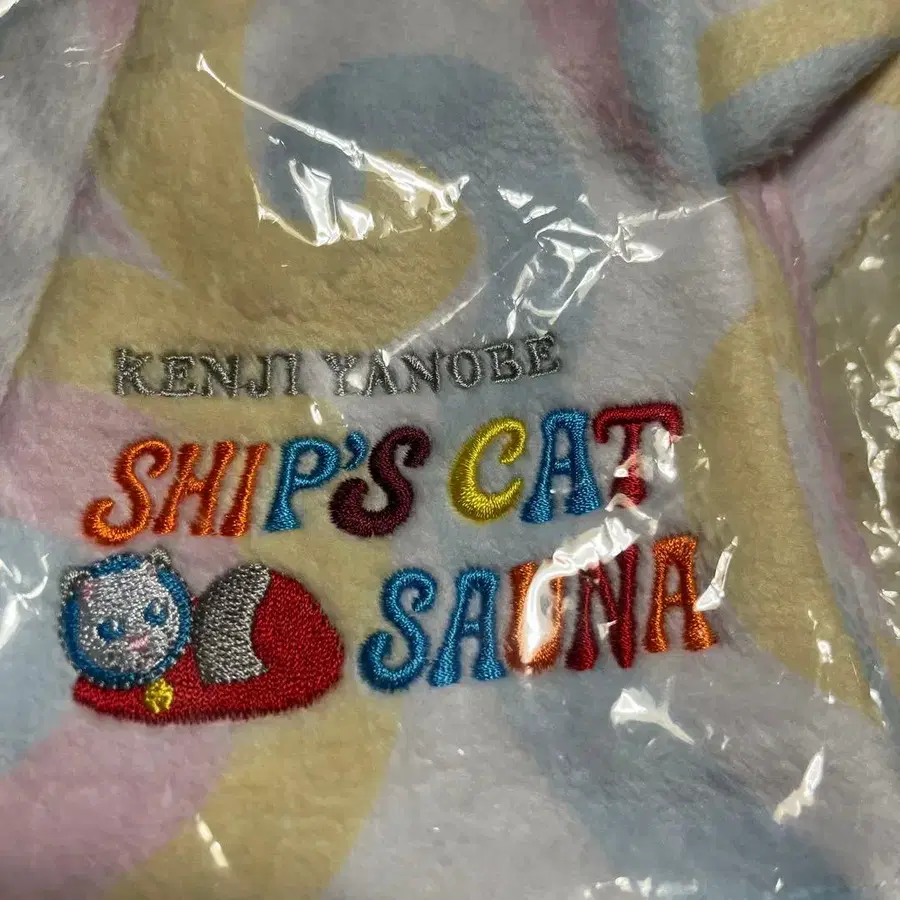 KENJI YANOBE
SHIP'S CAT
SAUNA